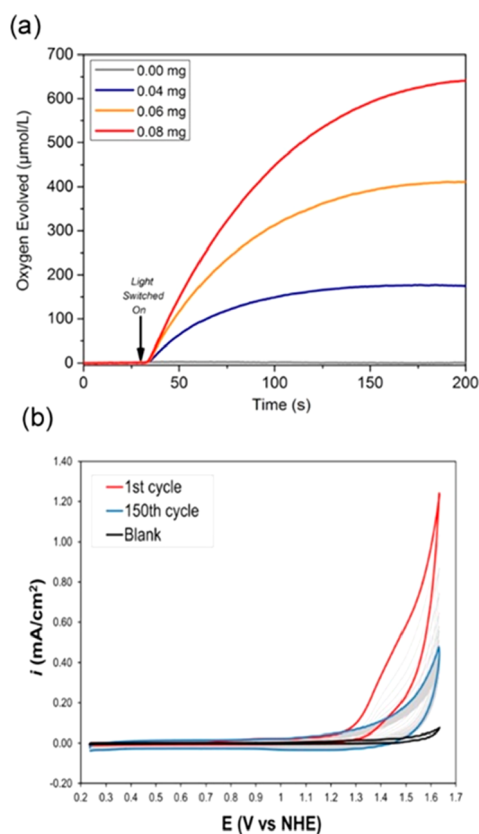 (a)
700
600
500
400
300
200
100
0
Oxygen Evolved (μmol/L)
0.00 mg
0.04 mg
0.06 mg
0.08 mg
Light
Switched
On
0 50 100 150 200
Time (s)
(b)
1.40
1.20
1.00
0.80
0.60
0.40
0.20
0.00
-0.20
i (mA/cm²)
1st cycle
150th cycle
Blank
0.2 0.3 0.4 0.5 0.6 0.7 0.8 0.9 1 1.1 1.2 1.3 1.4 1.5 1.6 1.7
E (V vs NHE)